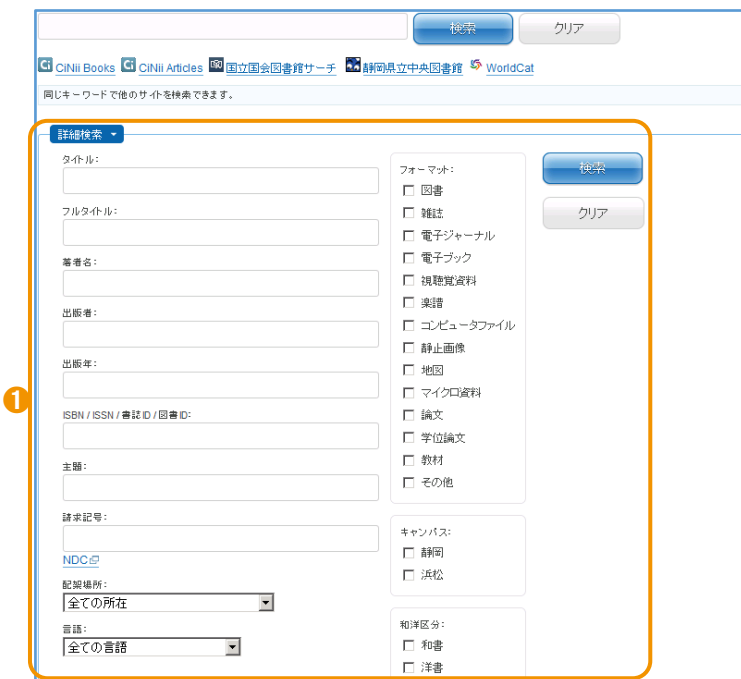 検索 クリア
CiNii Books CiNii Articles 国立国会図書館サーチ 静岡県立中央図書館 WorldCat
同じキーワードで他のサイトを検索できます。
詳細検索
タイトル:
フルタイトル:
著者名:
出版者:
出版年:
1
ISBN / ISSN / 書誌ID / 図書ID:
主題:
請求記号:
NDC
配架場所:
全ての所在
言語:
全ての言語
フォーマット:
図書
雑誌
電子ジャーナル
電子ブック
視聴覚資料
楽譜
コンピュータファイル
静止画像
地図
マイクロ資料
論文
学位論文
教材
その他
キャンパス:
静岡
浜松
和洋区分:
和書
洋書
検索
クリア